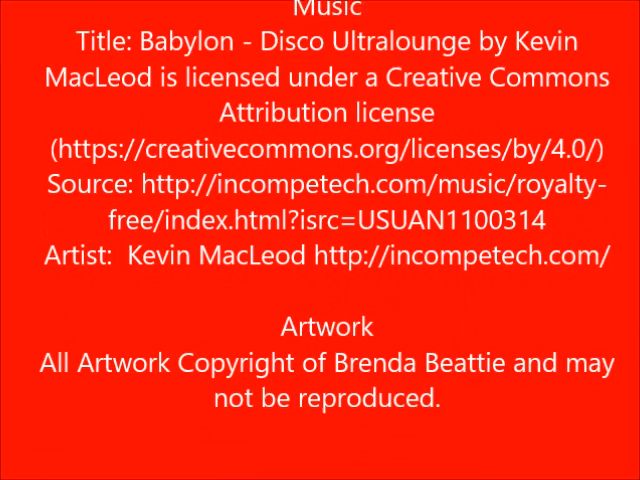 Music
Title: Babylon - Disco Ultralounge by Kevin
MacLeod is licensed under a Creative Commons
Attribution license
(https://creativecommons.org/licenses/by/4.0/)
Source: http://incompetech.com/music/royalty-
free/index.html?isrc=USUAN1100314
Artist:  Kevin MacLeod http://incompetech.com/
Artwork
All Artwork Copyright of Brenda Beattie and may
not be reproduced.